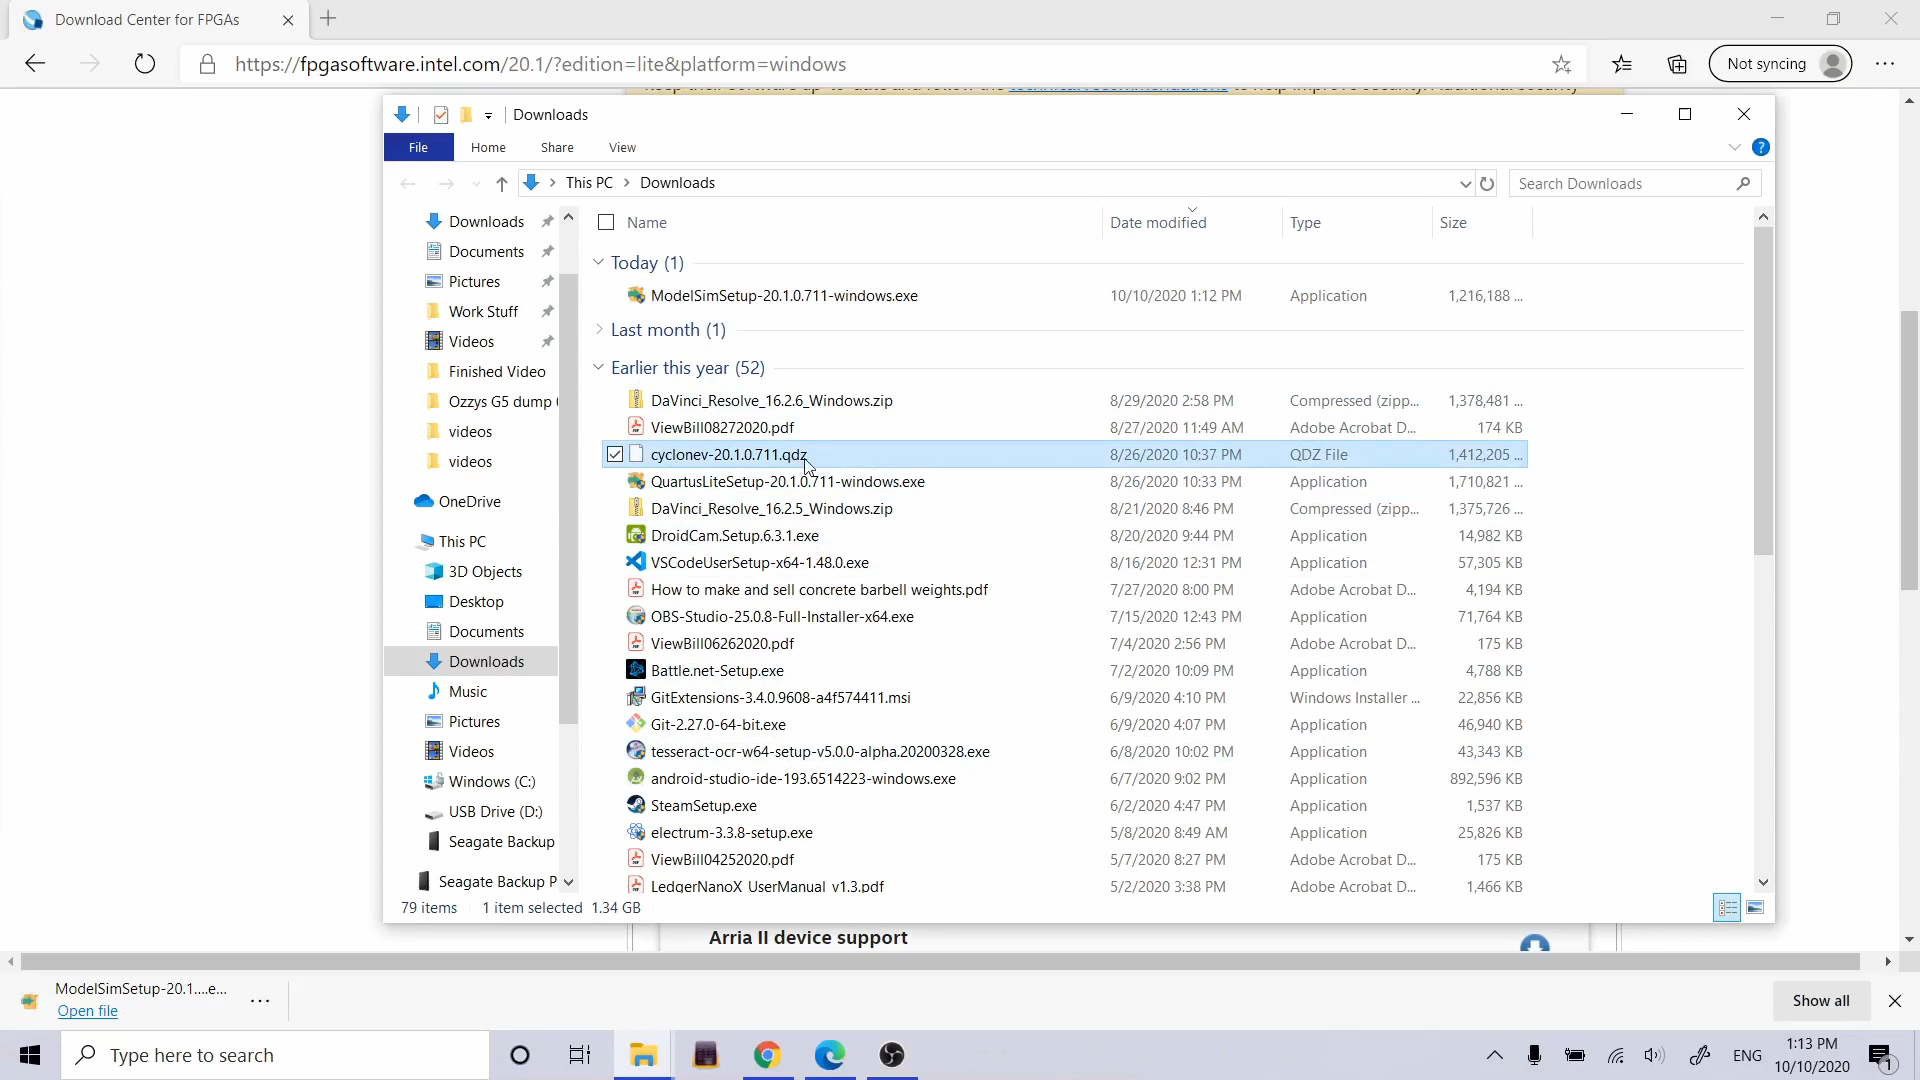 Download Center for FPGAs
https://fpgasoftware.intel.com/20.1/?edition=lite&platform=windows
Not syncing
Downloads
File Home Share View
This PC Downloads
Search Downloads
Name Date modified Type Size
Today (1)
ModelSimSetup-20.1.0.711-windows.exe 10/10/2020 1:12 PM Application 1,216,188 ...
Last month (1)
Earlier this year (52)
DaVinci_Resolve_16.2.6_Windows.zip 8/29/2020 2:58 PM Compressed (zipp... 1,378,481 ...
ViewBill08272020.pdf 8/27/2020 11:49 AM Adobe Acrobat D... 174 KB
cyclonev-20.1.0.711.qdz 8/26/2020 10:37 PM QDZ File 1,412,205 ...
QuartusLiteSetup-20.1.0.711-windows.exe 8/26/2020 10:33 PM Application 1,710,821 ...
DaVinci_Resolve_16.2.5_Windows.zip 8/21/2020 8:46 PM Compressed (zipp... 1,375,726 ...
DroidCam.Setup.6.3.1.exe 8/20/2020 9:44 PM Application 14,982 KB
VSCodeUserSetup-x64-1.48.0.exe 8/16/2020 12:31 PM Application 57,305 KB
How to make and sell concrete barbell weights.pdf 7/27/2020 8:00 PM Adobe Acrobat D... 4,194 KB
OBS-Studio-25.0.8-Full-Installer-x64.exe 7/15/2020 12:43 PM Application 71,764 KB
ViewBill06262020.pdf 7/4/2020 2:56 PM Adobe Acrobat D... 175 KB
Battle.net-Setup.exe 7/2/2020 10:09 PM Application 4,788 KB
GitExtensions-3.4.0.9608-a4f574411.msi 6/9/2020 4:10 PM Windows Installer ... 22,856 KB
Git-2.27.0-64-bit.exe 6/9/2020 4:07 PM Application 46,940 KB
tesseract-ocr-w64-setup-v5.0.0-alpha.20200328.exe 6/8/2020 10:02 PM Application 43,343 KB
android-studio-ide-193.6514223-windows.exe 6/7/2020 9:02 PM Application 892,596 KB
SteamSetup.exe 6/2/2020 4:47 PM Application 1,537 KB
electrum-3.3.8-setup.exe 5/8/2020 8:49 AM Application 25,826 KB
ViewBill04252020.pdf 5/7/2020 8:27 PM Adobe Acrobat D... 175 KB
LedgerNanoX_UserManual_v1.3.pdf 5/2/2020 3:38 PM Adobe Acrobat D... 1,466 KB
Downloads
Documents
Pictures
Work Stuff
Videos
Finished Video
Ozzys G5 dump
videos
videos
OneDrive
This PC
3D Objects
Desktop
Documents
Downloads
Music
Pictures
Videos
Windows (C:)
USB Drive (D:)
Seagate Backup
Seagate Backup P
79 items 1 item selected 1.34 GB
Arria II device support
ModelSimSetup-20.1....e...
Open file
Show all
Type here to search
ENG
1:13 PM
10/10/2020
1